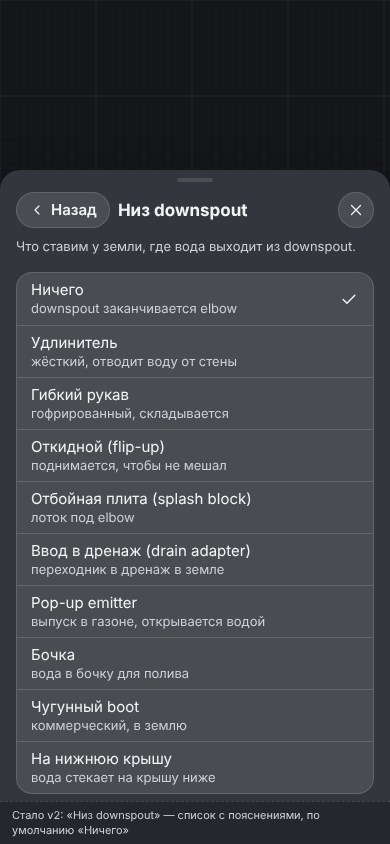 Назад
Низ downspout
Что ставим у земли, где вода выходит из downspout.
Ничего
downspout заканчивается elbow
Удлинитель
жёсткий, отводит воду от стены
Гибкий рукав
гофрированный, складывается
Откидной (flip-up)
поднимается, чтобы не мешал
Отбойная плита (splash block)
лоток под elbow
Ввод в дренаж (drain adapter)
переходник в дренаж в земле
Pop-up emitter
выпуск в газоне, открывается водой
Бочка
вода в бочку для полива
Чугунный boot
коммерческий, в землю
На нижнюю крышу
вода стекает на крышу ниже
Стало v2: «Низ downspout» — список с пояснениями, по
умолчанию «Ничего»